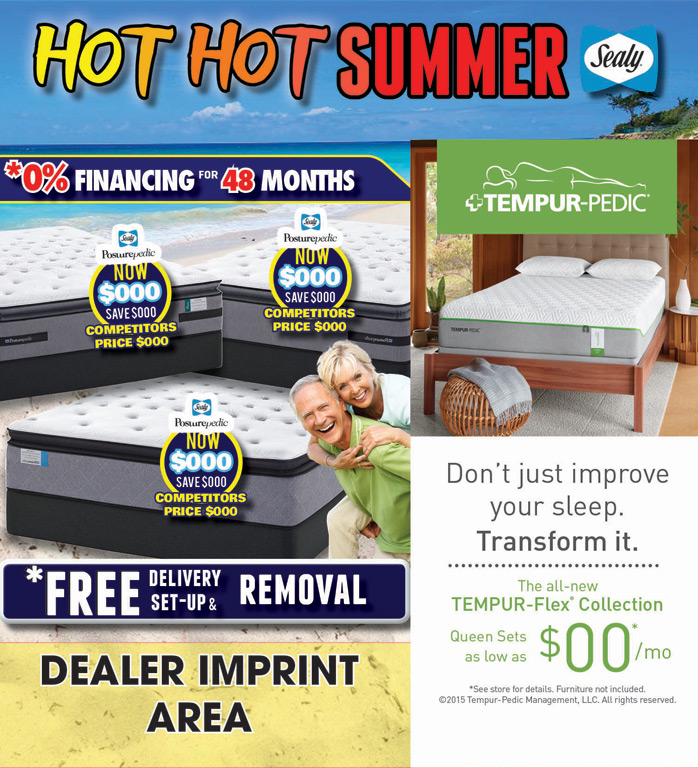 HOT HOT SUMMER
Sealy
*0% FINANCING FOR 48 MONTHS
Sealy
Posturepedic
NOW
$000
SAVE $000
COMPETITORS
PRICE $000
Sealy
Posturepedic
NOW
$000
SAVE $000
COMPETITORS
PRICE $000
Sealy
Posturepedic
NOW
$000
SAVE $000
COMPETITORS
PRICE $000
*FREE DELIVERY
SET-UP & REMOVAL
DEALER IMPRINT
AREA
TEMPUR-PEDIC®
TEMPUR-PEDIC
Don't just improve
your sleep.
Transform it.
The all-new
TEMPUR-Flex® Collection
Queen Sets
as low as $00*/mo
*See store for details. Furniture not included.
©2015 Tempur-Pedic Management, LLC. All rights reserved.